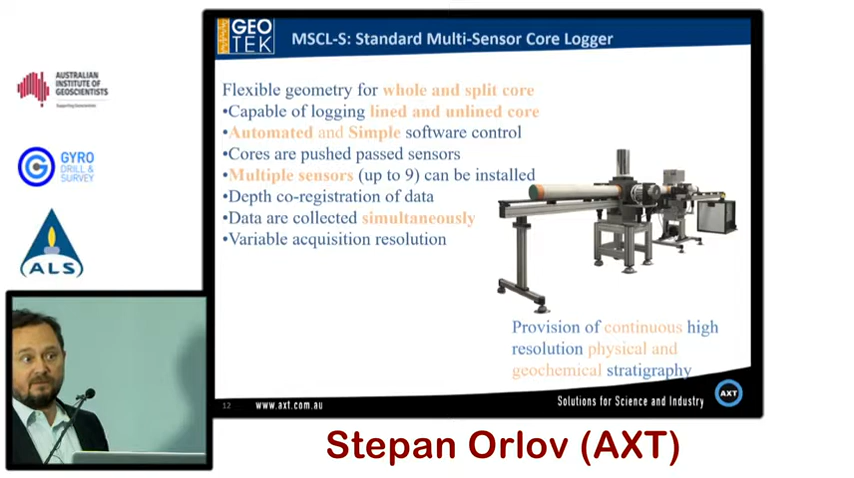 GEO
TEK
MSCL-S: Standard Multi-Sensor Core Logger
Flexible geometry for whole and split core
•Capable of logging lined and unlined core
•Automated and Simple software control
•Cores are pushed passed sensors
•Multiple sensors (up to 9) can be installed
•Depth co-registration of data
•Data are collected simultaneously
•Variable acquisition resolution
Provision of continuous high
resolution physical and
geochemical stratigraphy
12
www.axt.com.au
Solutions for Science and Industry
AXT
AUSTRALIAN
INSTITUTE OF
GEOSCIENTISTS
Supporting Geoscientists
GYRO
DRILL &
SURVEY
ALS
Stepan Orlov (AXT)